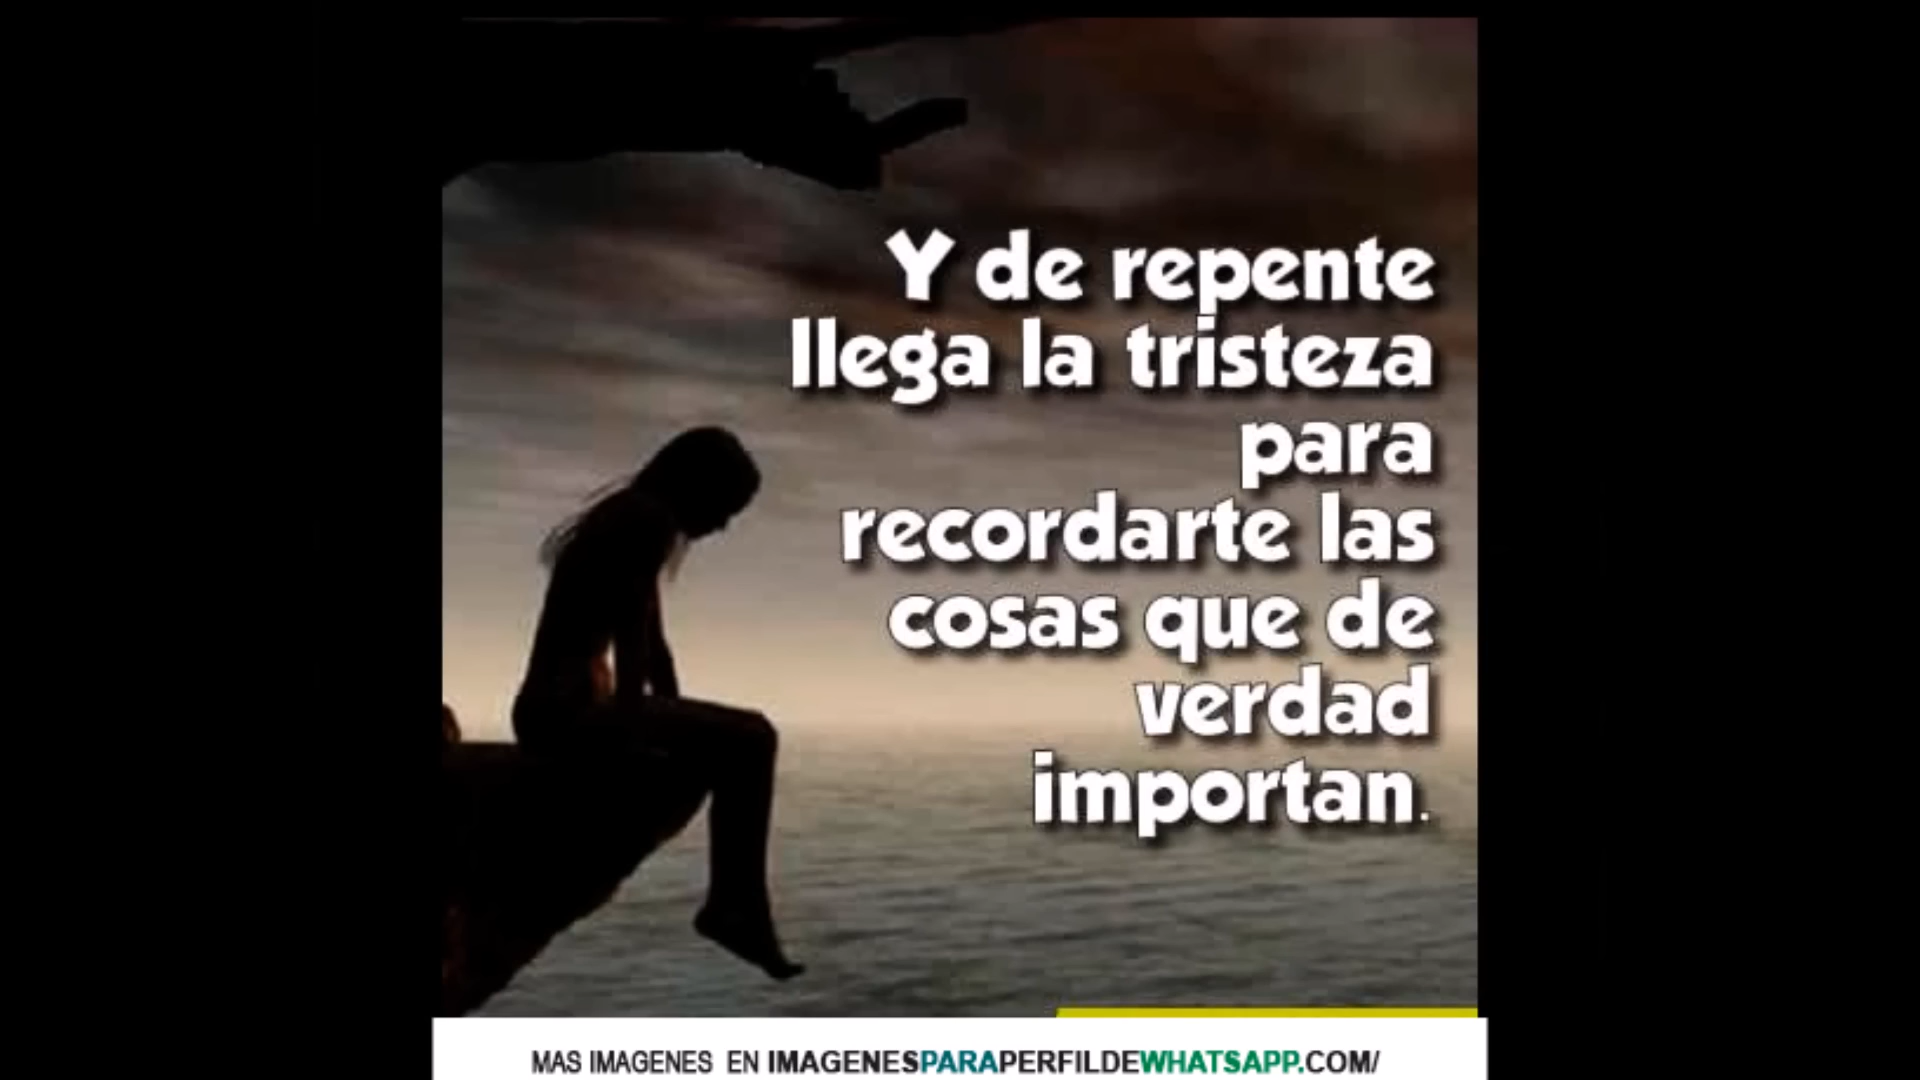 Y de repente
llega la tristeza
para
recordarte las
cosas que de
verdad
importan.
MAS IMAGENES EN IMAGENESPARAPERFILDEWHATSAPP.COM/